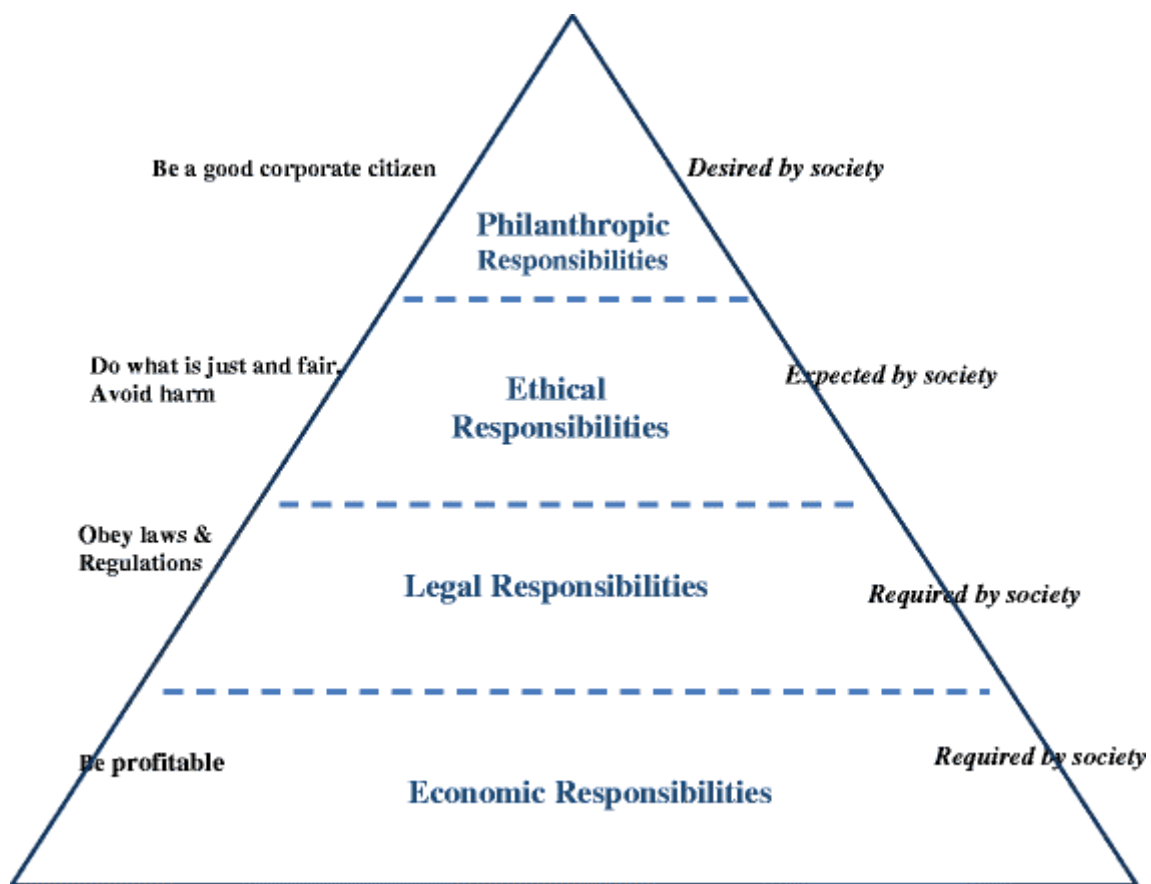 Be a good corporate citizen
Desired by society
Philanthropic
Responsibilities
Do what is just and fair,
Avoid harm
Expected by society
Ethical
Responsibilities
Obey laws &
Regulations
Legal Responsibilities
Required by society
Be profitable
Required by society
Economic Responsibilities